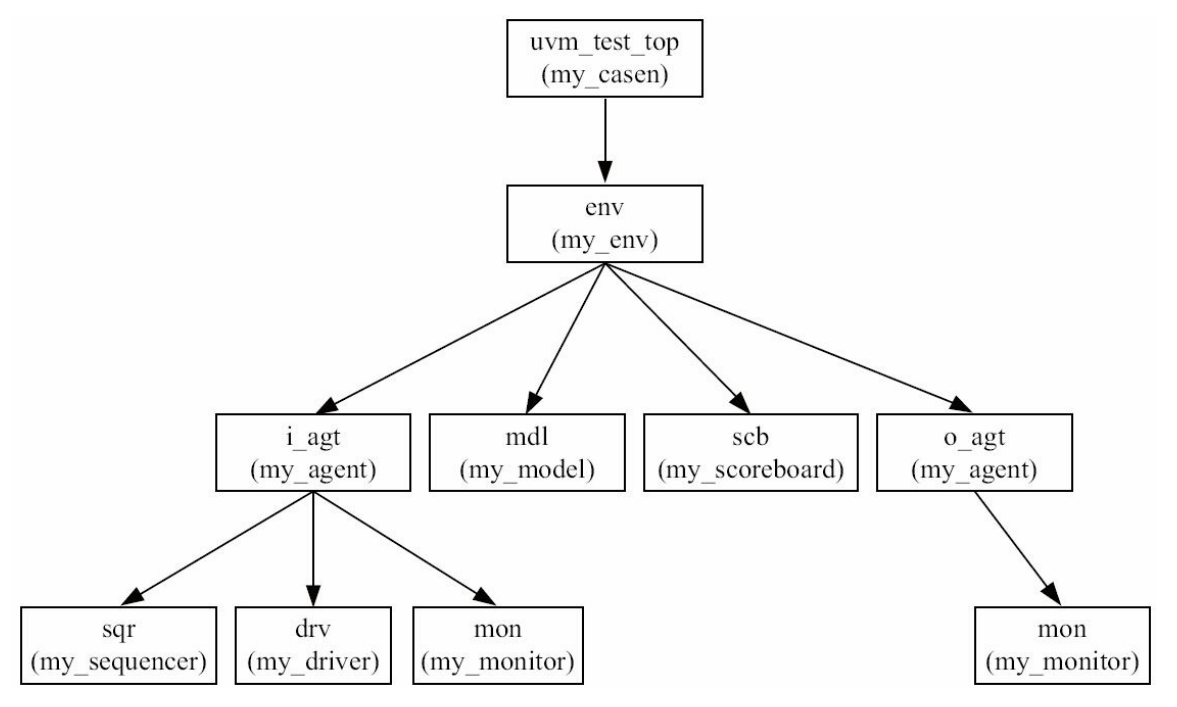 uvm_test_top
(my_casen)
env
(my_env)
i_agt
(my_agent)
mdl
(my_model)
scb
(my_scoreboard)
o_agt
(my_agent)
sqr
(my_sequencer)
drv
(my_driver)
mon
(my_monitor)
mon
(my_monitor)